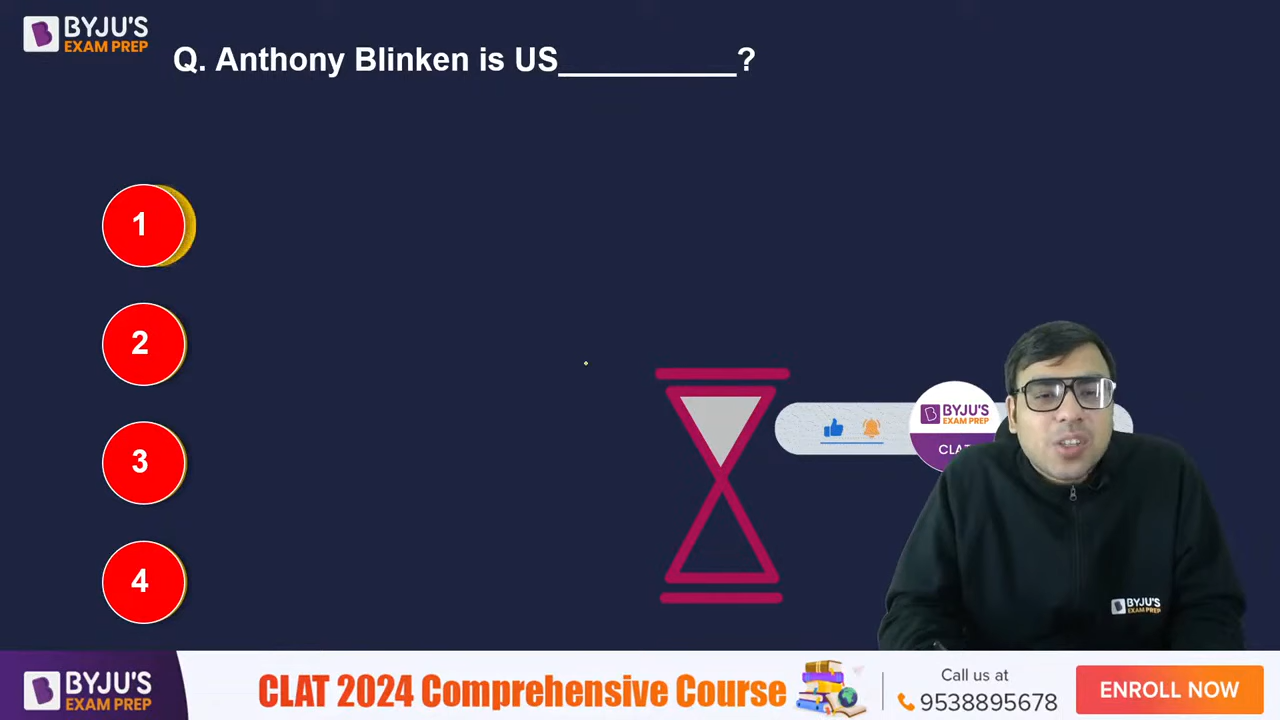 BYJU'S
EXAM PREP
Q. Anthony Blinken is US__________?
1
2
3
4
BYJU'S
EXAM PREP
CLAT
BYJU'S
EXAM PREP
BYJU'S
EXAM PREP
CLAT 2024 Comprehensive Course
Call us at
9538895678
ENROLL NOW